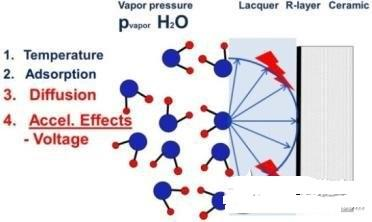 Vapor pressure
Lacquer R-layer Ceramic
pvapor H2O
1. Temperature
2. Adsorption
3. Diffusion
4. Accel. Effects
- Voltage